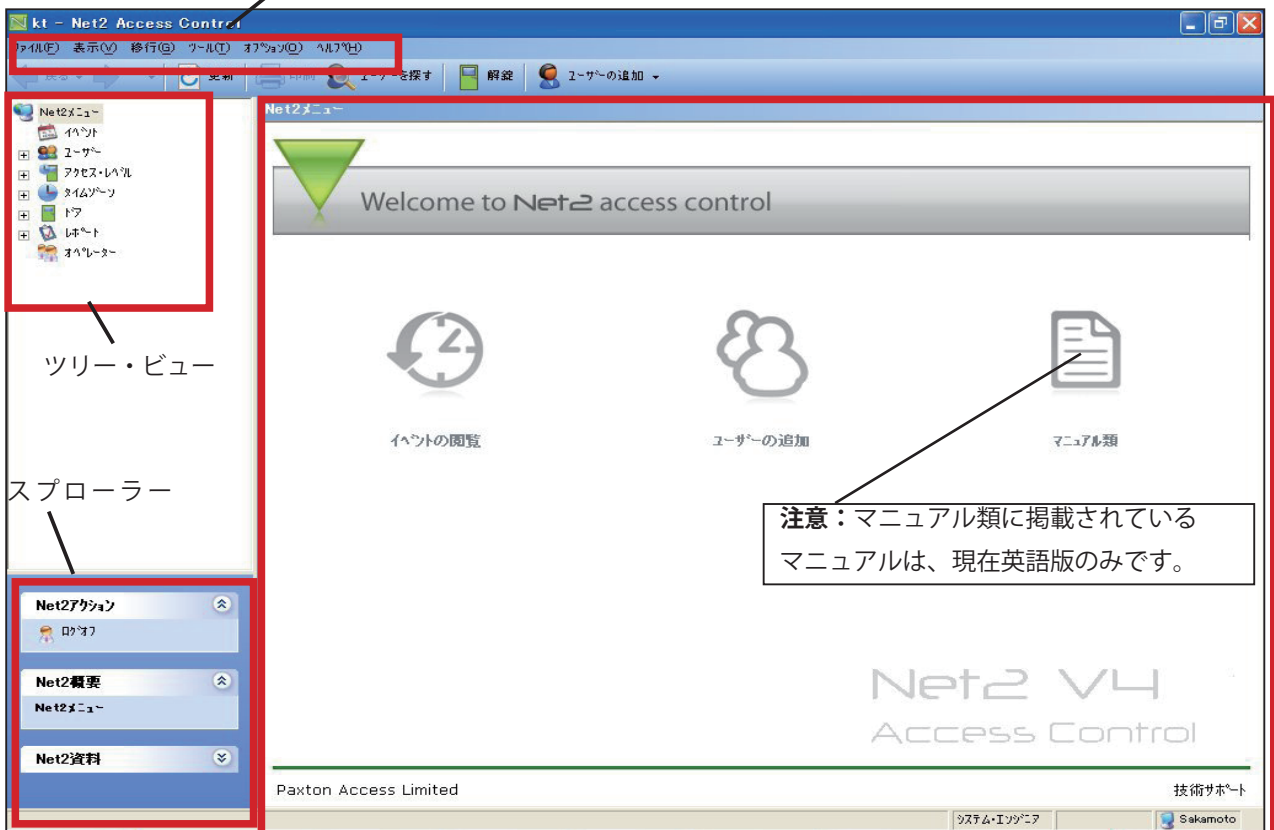 kt - Net2 Access Control
ファイル(F) 表示(V) 移行(G) ツール(T) オプション(O) ヘルプ(H)
戻る 更新 印刷 ユーザーを探す 解錠 ユーザーの追加
Net2メニュー
イベント
ユーザー
アクセス・レベル
タイムゾーン
ドア
レポート
オペレーター
ツリー・ビュー
スプローラー
Net2アクション
ログオフ
Net2概要
Net2メニュー
Net2資料
Net2メニュー
Welcome to Net2 access control
イベントの閲覧
ユーザーの追加
マニュアル類
注意：マニュアル類に掲載されている
マニュアルは、現在英語版のみです。
Net2 V4
Access Control
Paxton Access Limited 技術サポート
システム・エンジニア Sakamoto